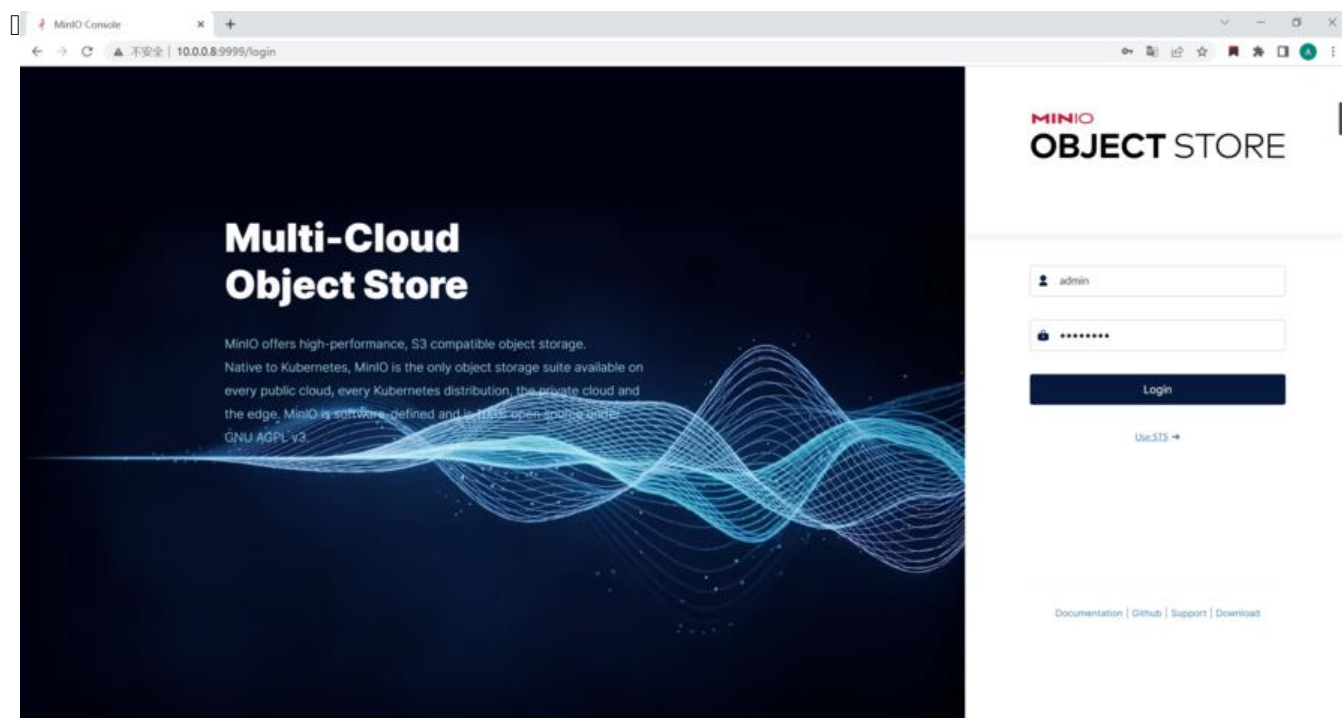 MinIO Console
不安全 | 10.0.0.8:9999/login
A
MINIO
OBJECT STORE
Multi-Cloud
Object Store
MinIO offers high-performance, S3 compatible object storage.
Native to Kubernetes, MinIO is the only object storage suite available on
every public cloud, every Kubernetes distribution, the private cloud and
the edge. MinIO is software-defined and is 100% open source under
GNU AGPL v3.
admin
••••••••
Login
Use STS ➔
Documentation | Github | Support | Download